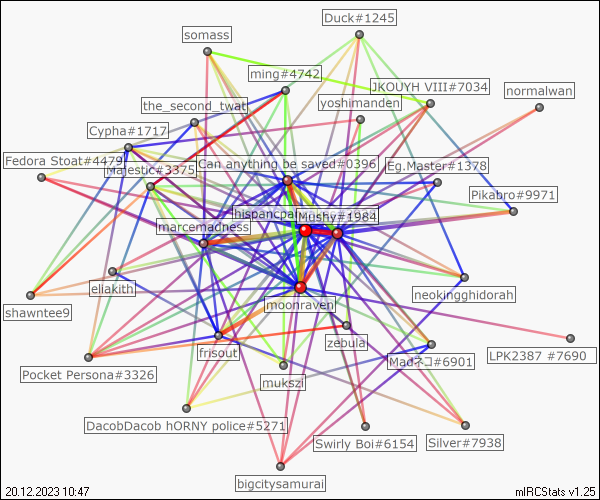 Duck#1245
somass
ming#4742
JKOUYH VIII#7034
yoshimanden
normalwan
the_second_twat
Cypha#1717
Fedora Stoat#4479
Majestic#3375
Can anything be saved#0396
Eg.Master#1378
Pikabro#9971
hispancpa
Mushy#1984
marcemadness
eliakith
moonraven
neokingghidorah
shawntee9
frisout
zebula
LPK2387 #7690
Pocket Persona#3326
mukszi
Madネコ#6901
DacobDacob hORNY police#5271
Swirly Boi#6154
Silver#7938
bigcitysamurai
20.12.2023 10:47
mIRCStats v1.25